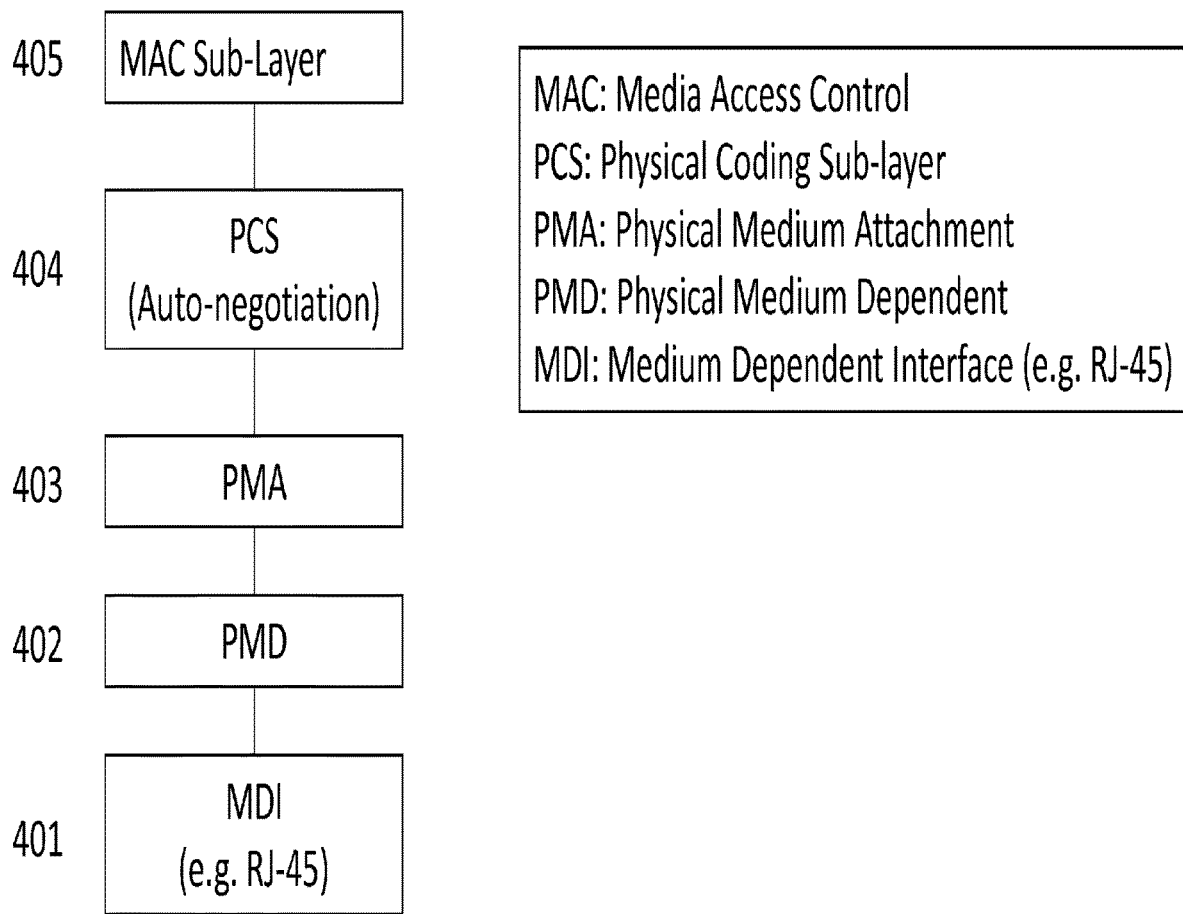 405
MAC Sub-Layer
404
PCS
(Auto-negotiation)
403
PMA
402
PMD
401
MDI
(e.g. RJ-45)
MAC: Media Access Control
PCS: Physical Coding Sub-layer
PMA: Physical Medium Attachment
PMD: Physical Medium Dependent
MDI: Medium Dependent Interface (e.g. RJ-45)